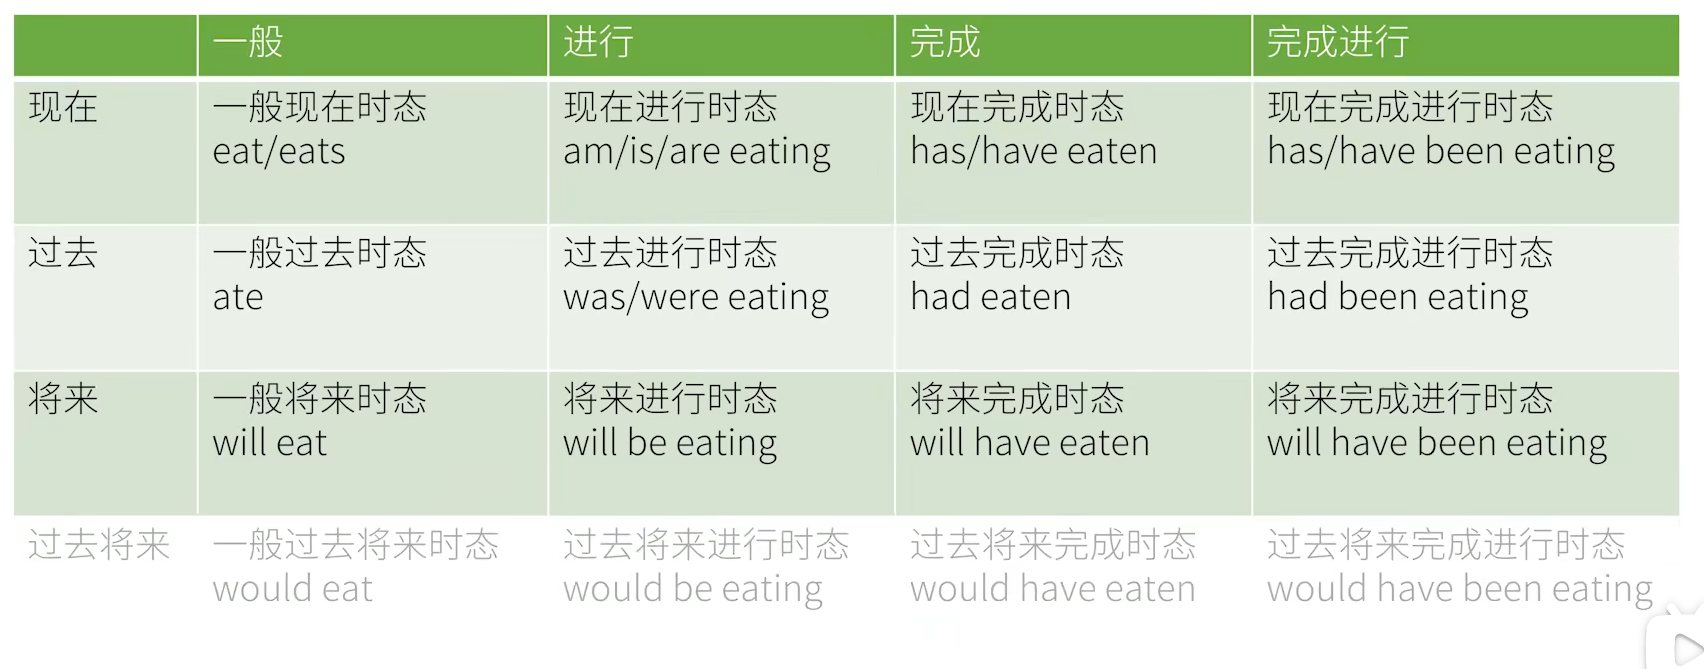 一般 进行 完成 完成进行
现在 一般现在时态 现在进行时态 现在完成时态 现在完成进行时态
eat/eats am/is/are eating has/have eaten has/have been eating
过去 一般过去时态 过去进行时态 过去完成时态 过去完成进行时态
ate was/were eating had eaten had been eating
将来 一般将来时态 将来进行时态 将来完成时态 将来完成进行时态
will eat will be eating will have eaten will have been eating
过去将来 一般过去将来时态 过去将来进行时态 过去将来完成时态 过去将来完成进行时态
would eat would be eating would have eaten would have been eating